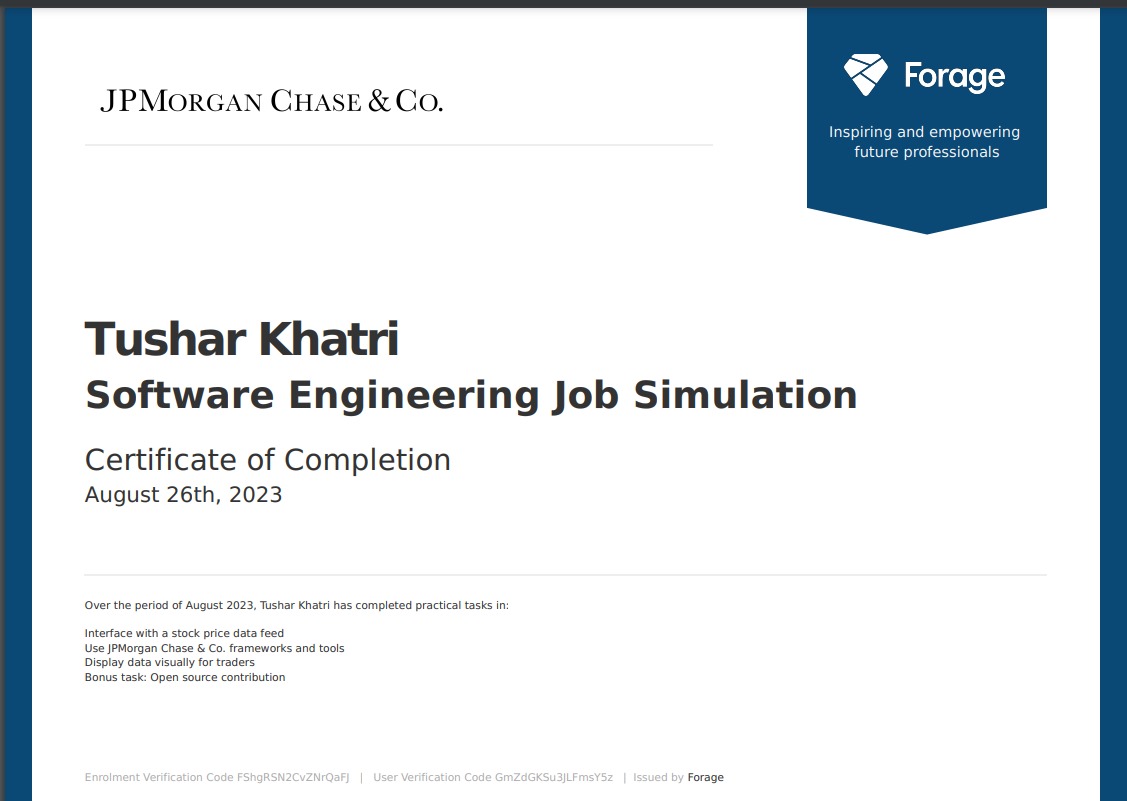 JPMORGAN CHASE & CO.
Forage
Inspiring and empowering
future professionals
Tushar Khatri
Software Engineering Job Simulation
Certificate of Completion
August 26th, 2023
Over the period of August 2023, Tushar Khatri has completed practical tasks in:
Interface with a stock price data feed
Use JPMorgan Chase & Co. frameworks and tools
Display data visually for traders
Bonus task: Open source contribution
Enrolment Verification Code FShgRSN2CvZNrQaFJ | User Verification Code GmZdGKSu3JLFmsY5z | Issued by Forage